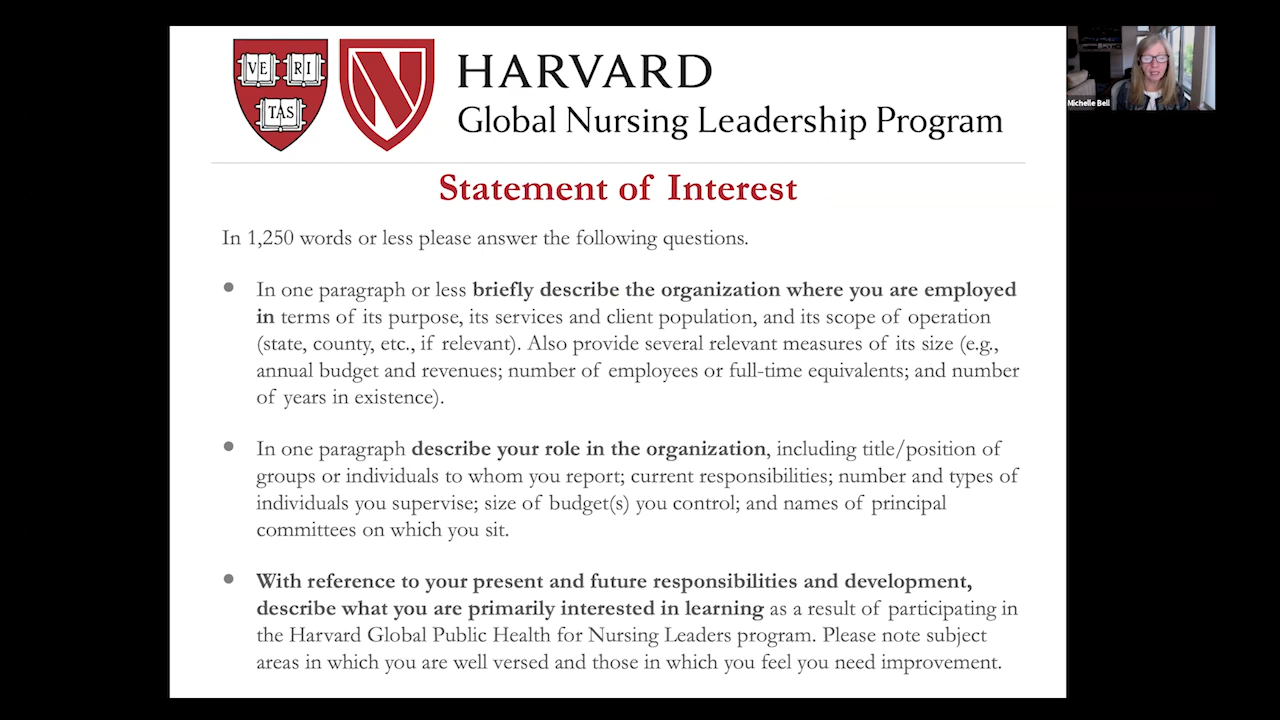 VE RI
TAS
HARVARD
Global Nursing Leadership Program
Michelle Bell
Statement of Interest
In 1,250 words or less please answer the following questions.
• In one paragraph or less briefly describe the organization where you are employed
in terms of its purpose, its services and client population, and its scope of operation
(state, county, etc., if relevant). Also provide several relevant measures of its size (e.g.,
annual budget and revenues; number of employees or full-time equivalents; and number
of years in existence).
• In one paragraph describe your role in the organization, including title/position of
groups or individuals to whom you report; current responsibilities; number and types of
individuals you supervise; size of budget(s) you control; and names of principal
committees on which you sit.
• With reference to your present and future responsibilities and development,
describe what you are primarily interested in learning as a result of participating in
the Harvard Global Public Health for Nursing Leaders program. Please note subject
areas in which you are well versed and those in which you feel you need improvement.